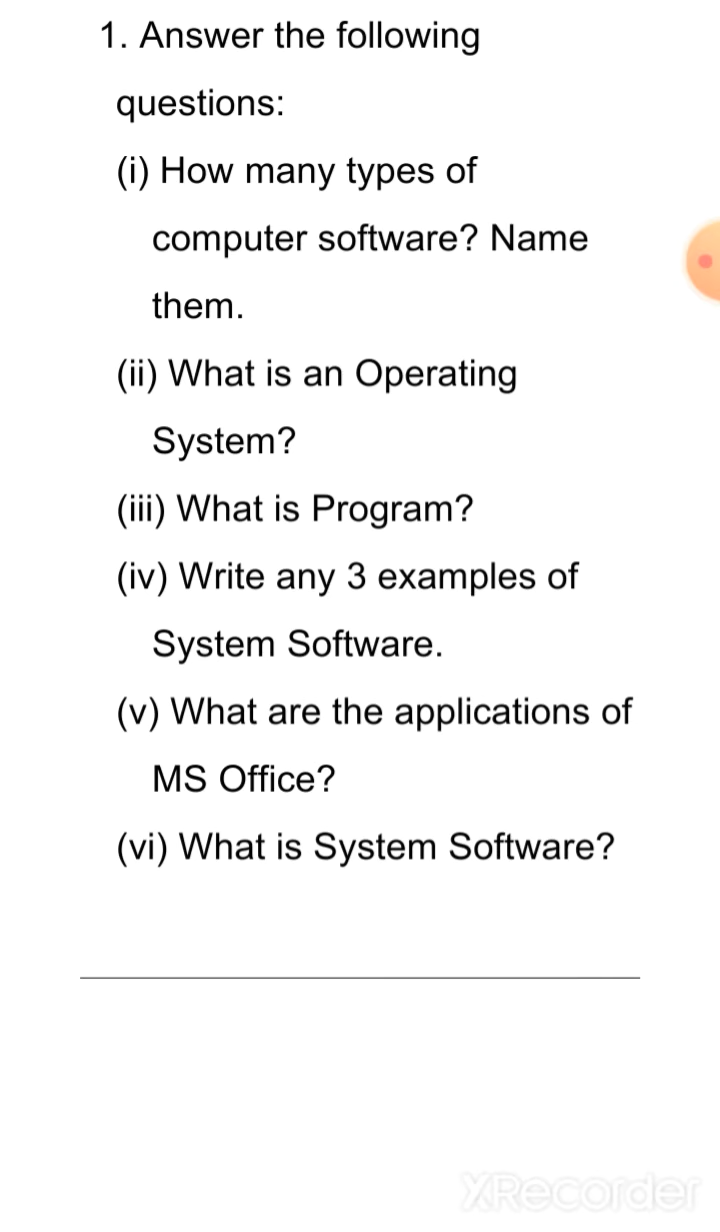 1. Answer the following
questions:
(i) How many types of
computer software? Name
them.
(ii) What is an Operating
System?
(iii) What is Program?
(iv) Write any 3 examples of
System Software.
(v) What are the applications of
MS Office?
(vi) What is System Software?
XRecorder